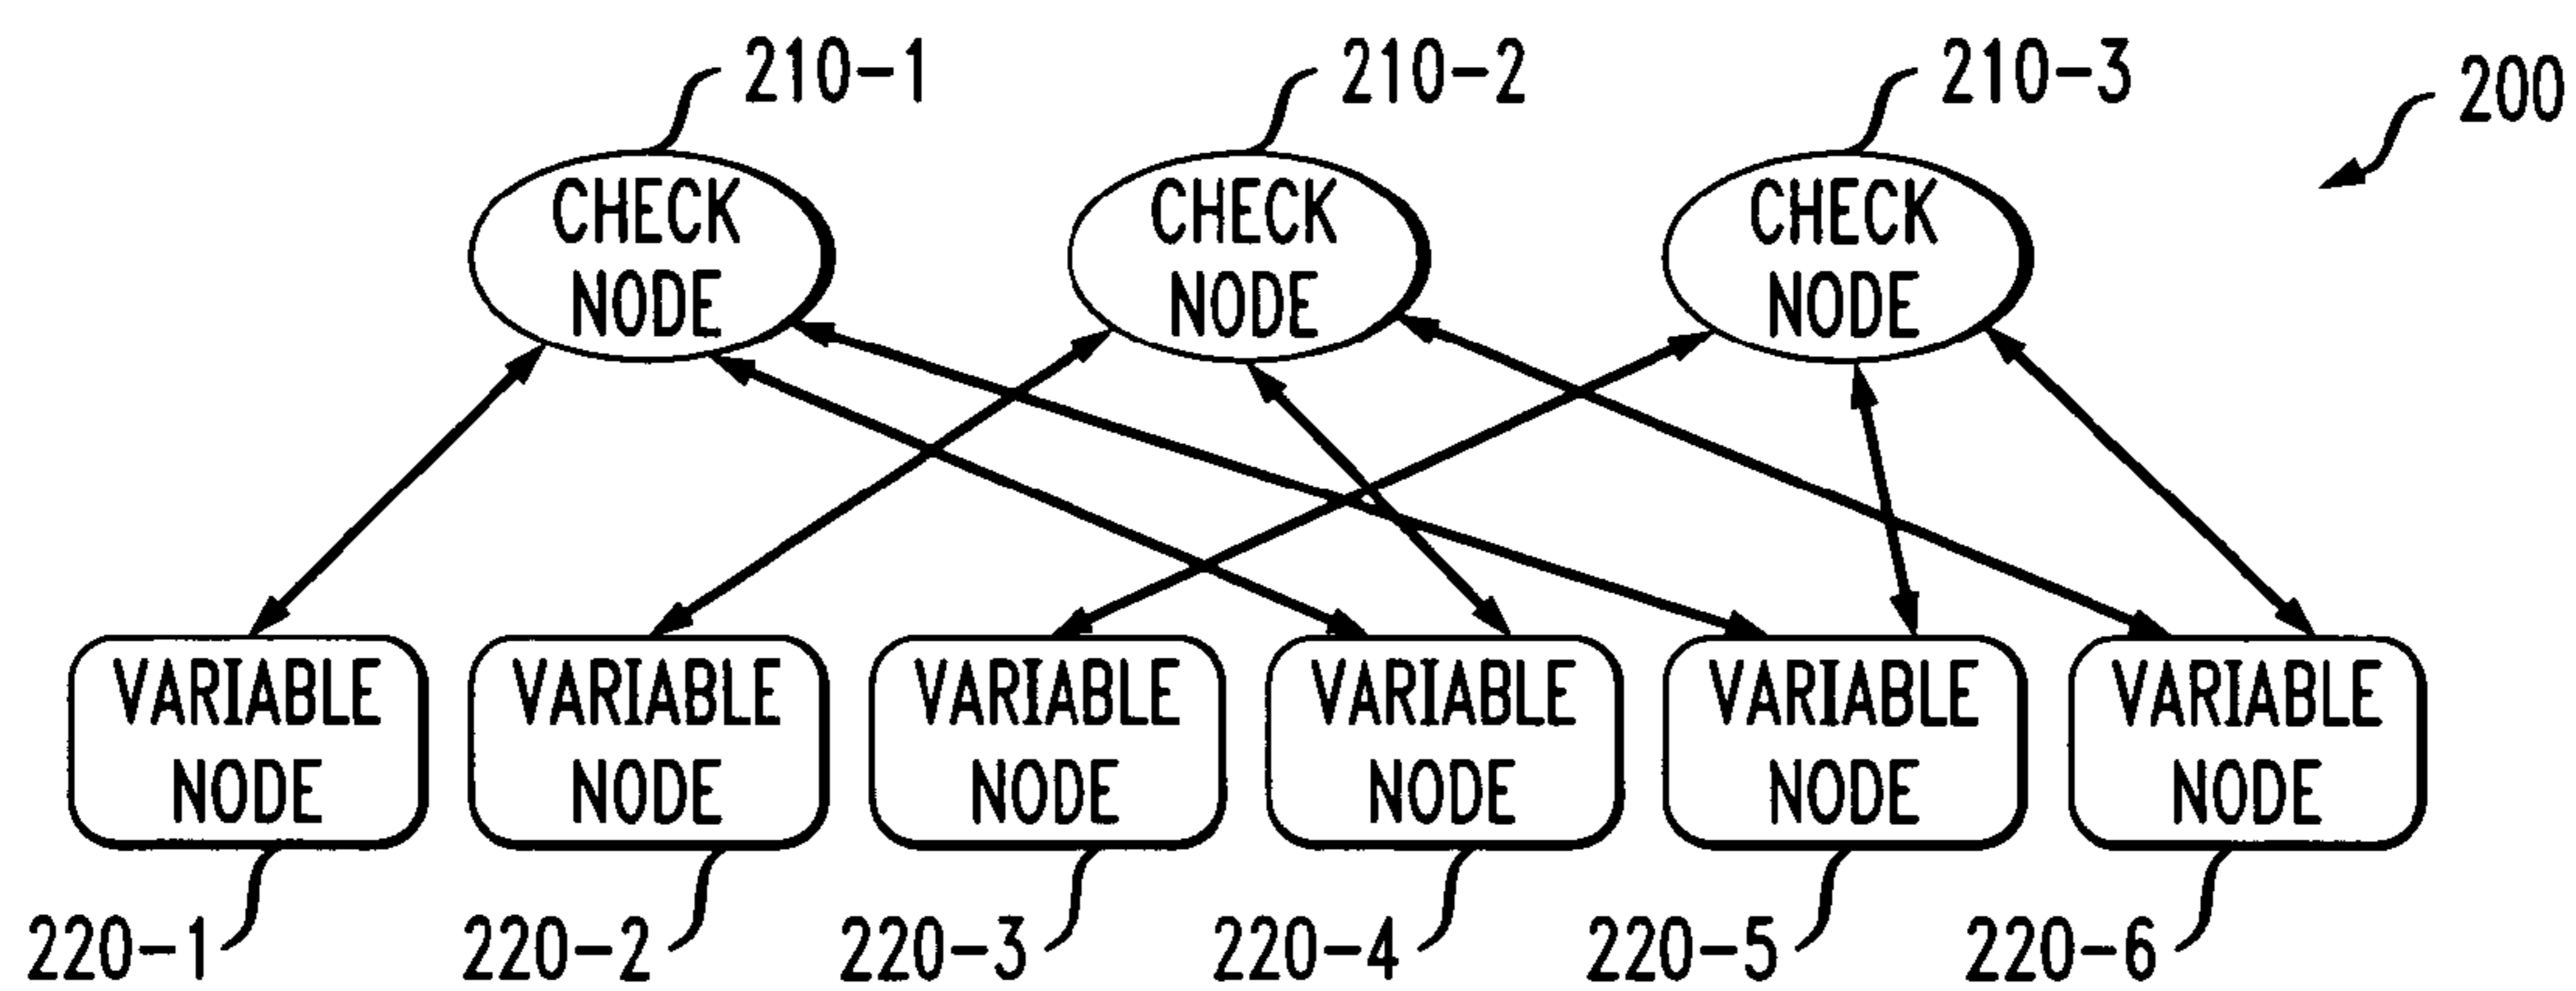 210-1
210-2
210-3
200
CHECK
NODE
CHECK
NODE
CHECK
NODE
VARIABLE
NODE
VARIABLE
NODE
VARIABLE
NODE
VARIABLE
NODE
VARIABLE
NODE
VARIABLE
NODE
220-1
220-2
220-3
220-4
220-5
220-6